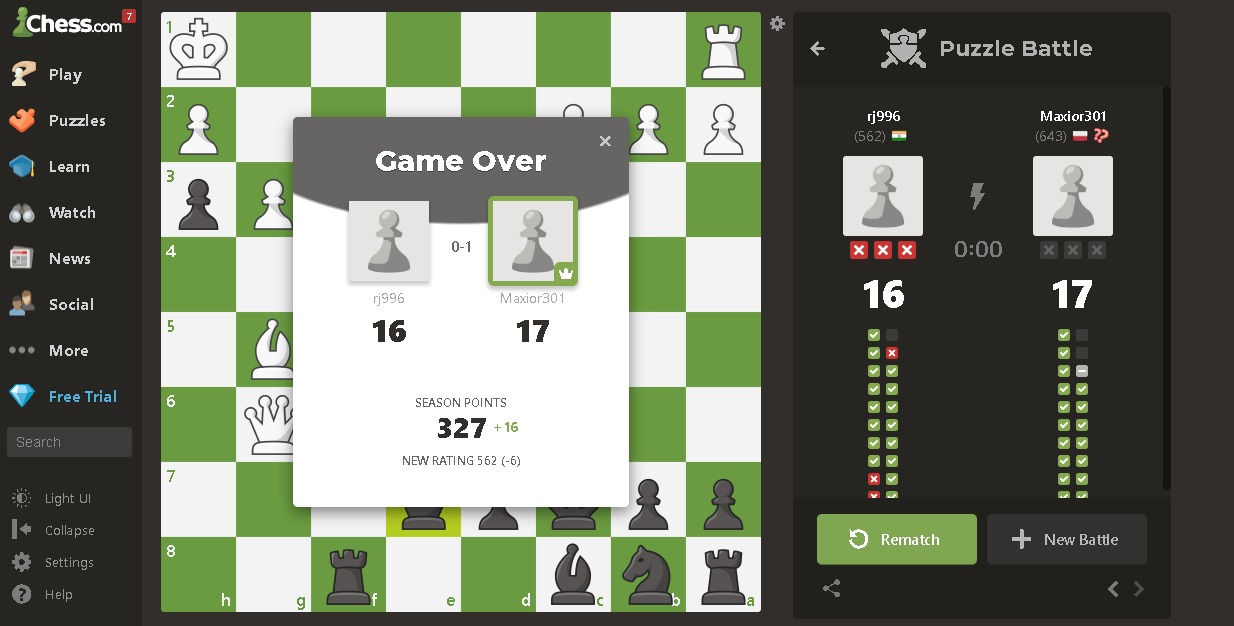 Chess.com
7
Play
Puzzles
Learn
Watch
News
Social
More
Free Trial
Search
Light UI
Collapse
Settings
Help
1
2
3
4
5
6
7
8
h
g
f
e
d
c
b
a
Game Over
0-1
rj996
Maxior301
16
17
SEASON POINTS
327 +16
NEW RATING 562 (-6)
Puzzle Battle
rj996
(562)
Maxior301
(643)
0:00
16
17
Rematch
New Battle